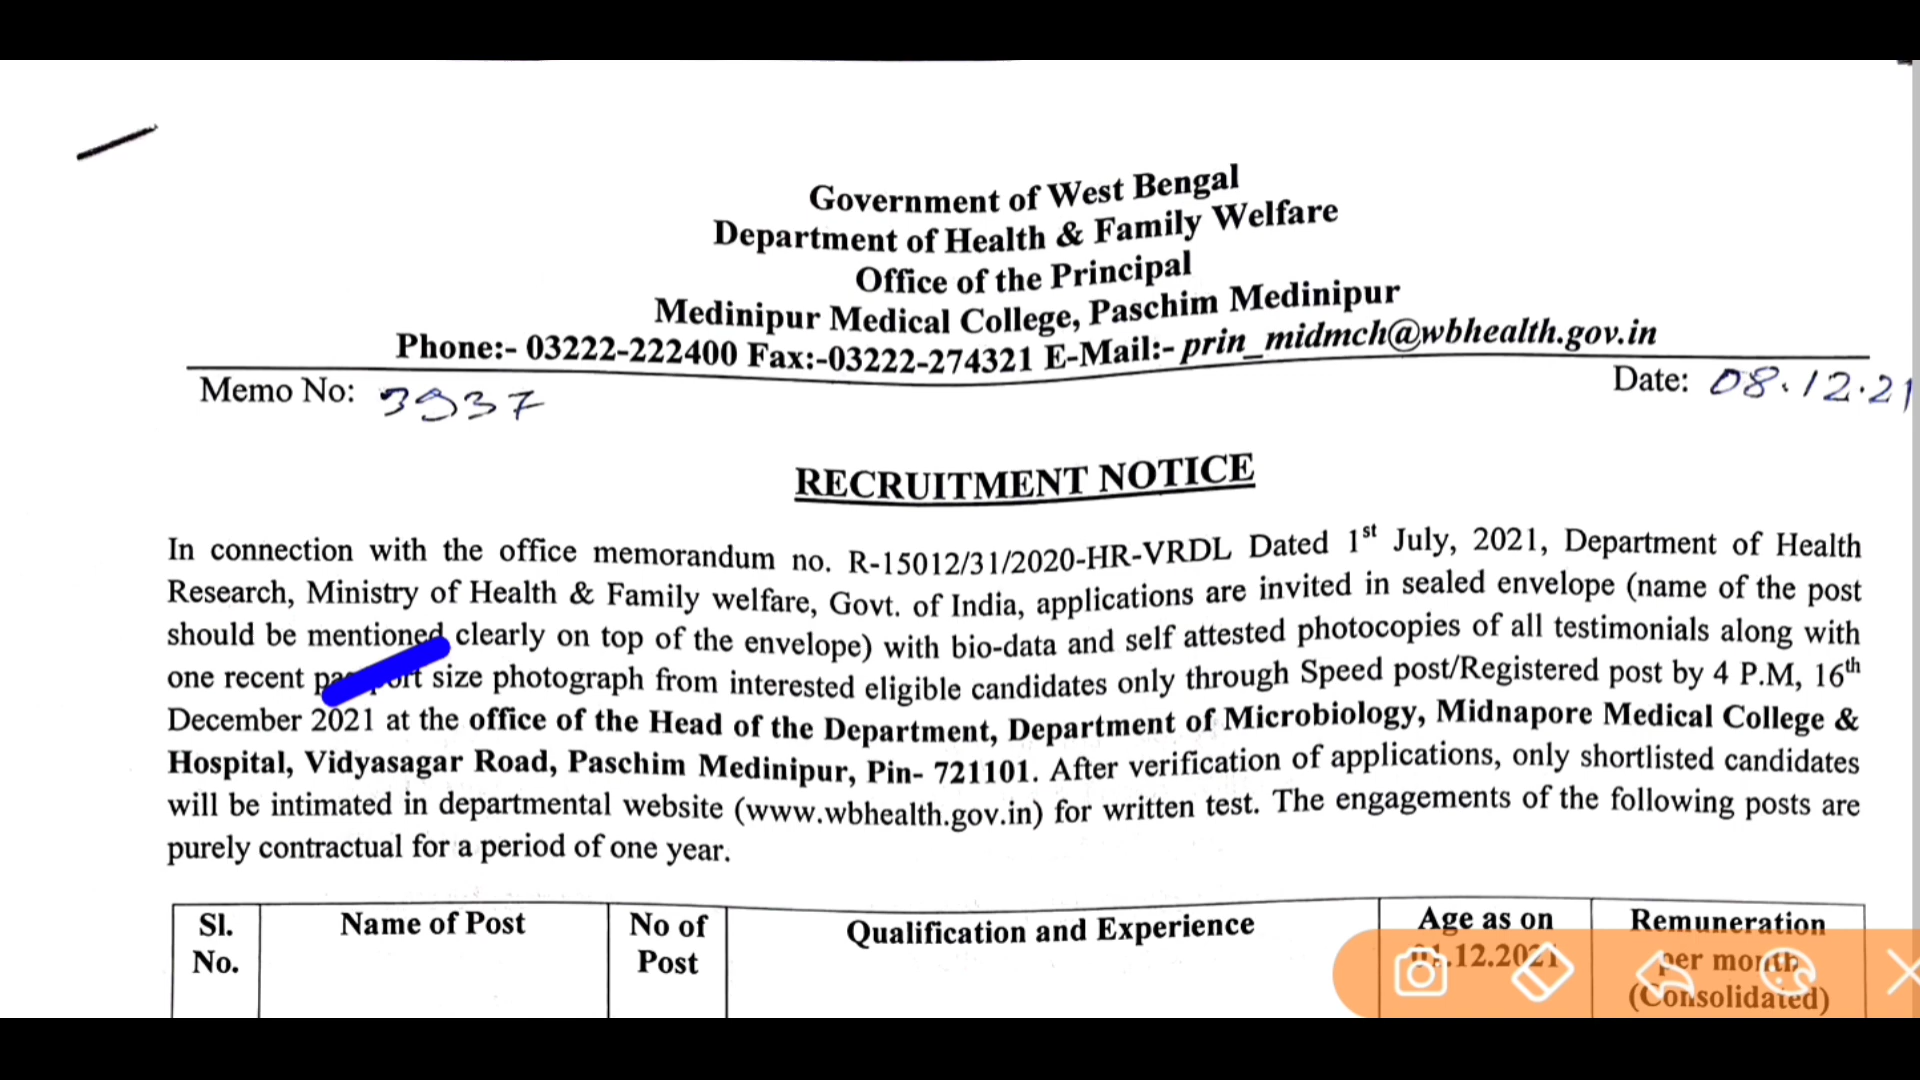 Government of West Bengal
Department of Health & Family Welfare
Office of the Principal
Medinipur Medical College, Paschim Medinipur
Phone:- 03222-222400 Fax:-03222-274321 E-Mail:- prin_midmch@wbhealth.gov.in
Memo No: 3937 Date: 08.12.21
RECRUITMENT NOTICE
In connection with the office memorandum no. R-15012/31/2020-HR-VRDL Dated 1st July, 2021, Department of Health
Research, Ministry of Health & Family welfare, Govt. of India, applications are invited in sealed envelope (name of the post
should be mentioned clearly on top of the envelope) with bio-data and self attested photocopies of all testimonials along with
one recent passport size photograph from interested eligible candidates only through Speed post/Registered post by 4 P.M, 16th
December 2021 at the office of the Head of the Department, Department of Microbiology, Midnapore Medical College &
Hospital, Vidyasagar Road, Paschim Medinipur, Pin- 721101. After verification of applications, only shortlisted candidates
will be intimated in departmental website (www.wbhealth.gov.in) for written test. The engagements of the following posts are
purely contractual for a period of one year.
Sl. No. Name of Post No of Post Qualification and Experience Age as on 01.12.2021 Remuneration per month (Consolidated)